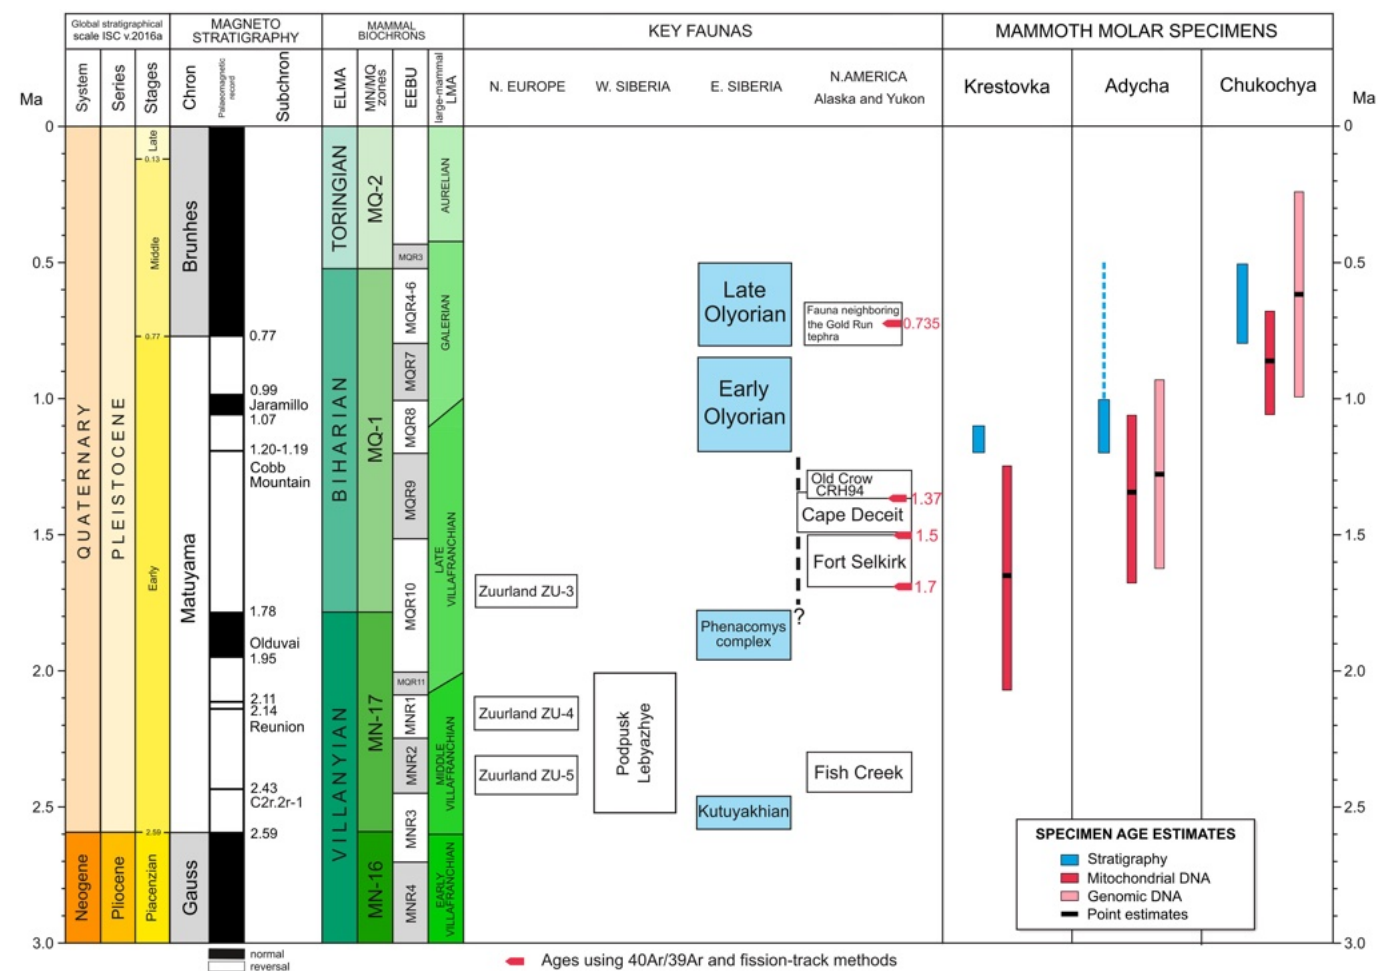 Global stratigraphical
scale ISC v.2016a
MAGNETO
STRATIGRAPHY
MAMMAL
BIOCHRONS
KEY FAUNAS
MAMMOTH MOLAR SPECIMENS
Ma
System
Series
Stages
Chron
Palaeomagnetic
record
Subchron
ELMA
MN/MQ
zones
EEBU
large-mammal
LMA
N. EUROPE
W. SIBERIA
E. SIBERIA
N.AMERICA
Alaska and Yukon
Krestovka
Adycha
Chukochya
Ma
0
0.5
1.0
1.5
2.0
2.5
3.0
QUATERNARY
Neogene
PLEISTOCENE
Pliocene
Late
0.13
Middle
0.77
Early
2.59
Piacenzian
Brunhes
Matuyama
Gauss
0.77
0.99
Jaramillo
1.07
1.20-1.19
Cobb
Mountain
1.78
Olduvai
1.95
2.11
2.14
Reunion
2.43
C2r.2r-1
2.59
TORINGIAN
BIHARIAN
VILLANYIAN
MQ-2
MQ-1
MN-17
MN-16
MQR3
MQR4-6
MQR7
MQR8
MQR9
MQR10
MQR11
MNR1
MNR2
MNR3
MNR4
AURELIAN
GALERIAN
LATE
VILLAFRANCHIAN
MIDDLE
VILLAFRANCHIAN
EARLY
VILLAFRANCHIAN
Zuurland ZU-3
Zuurland ZU-4
Zuurland ZU-5
Podpusk
Lebyazhye
Late
Olyorian
Early
Olyorian
Phenacomys
complex
Kutuyakhian
Fauna neighboring
the Gold Run
tephra
0.735
Old Crow
CRH94
1.37
Cape Deceit
1.5
Fort Selkirk
1.7
?
Fish Creek
0
0.5
1.0
1.5
2.0
2.5
3.0
SPECIMEN AGE ESTIMATES
Stratigraphy
Mitochondrial DNA
Genomic DNA
Point estimates
normal
reversal
Ages using 40Ar/39Ar and fission-track methods